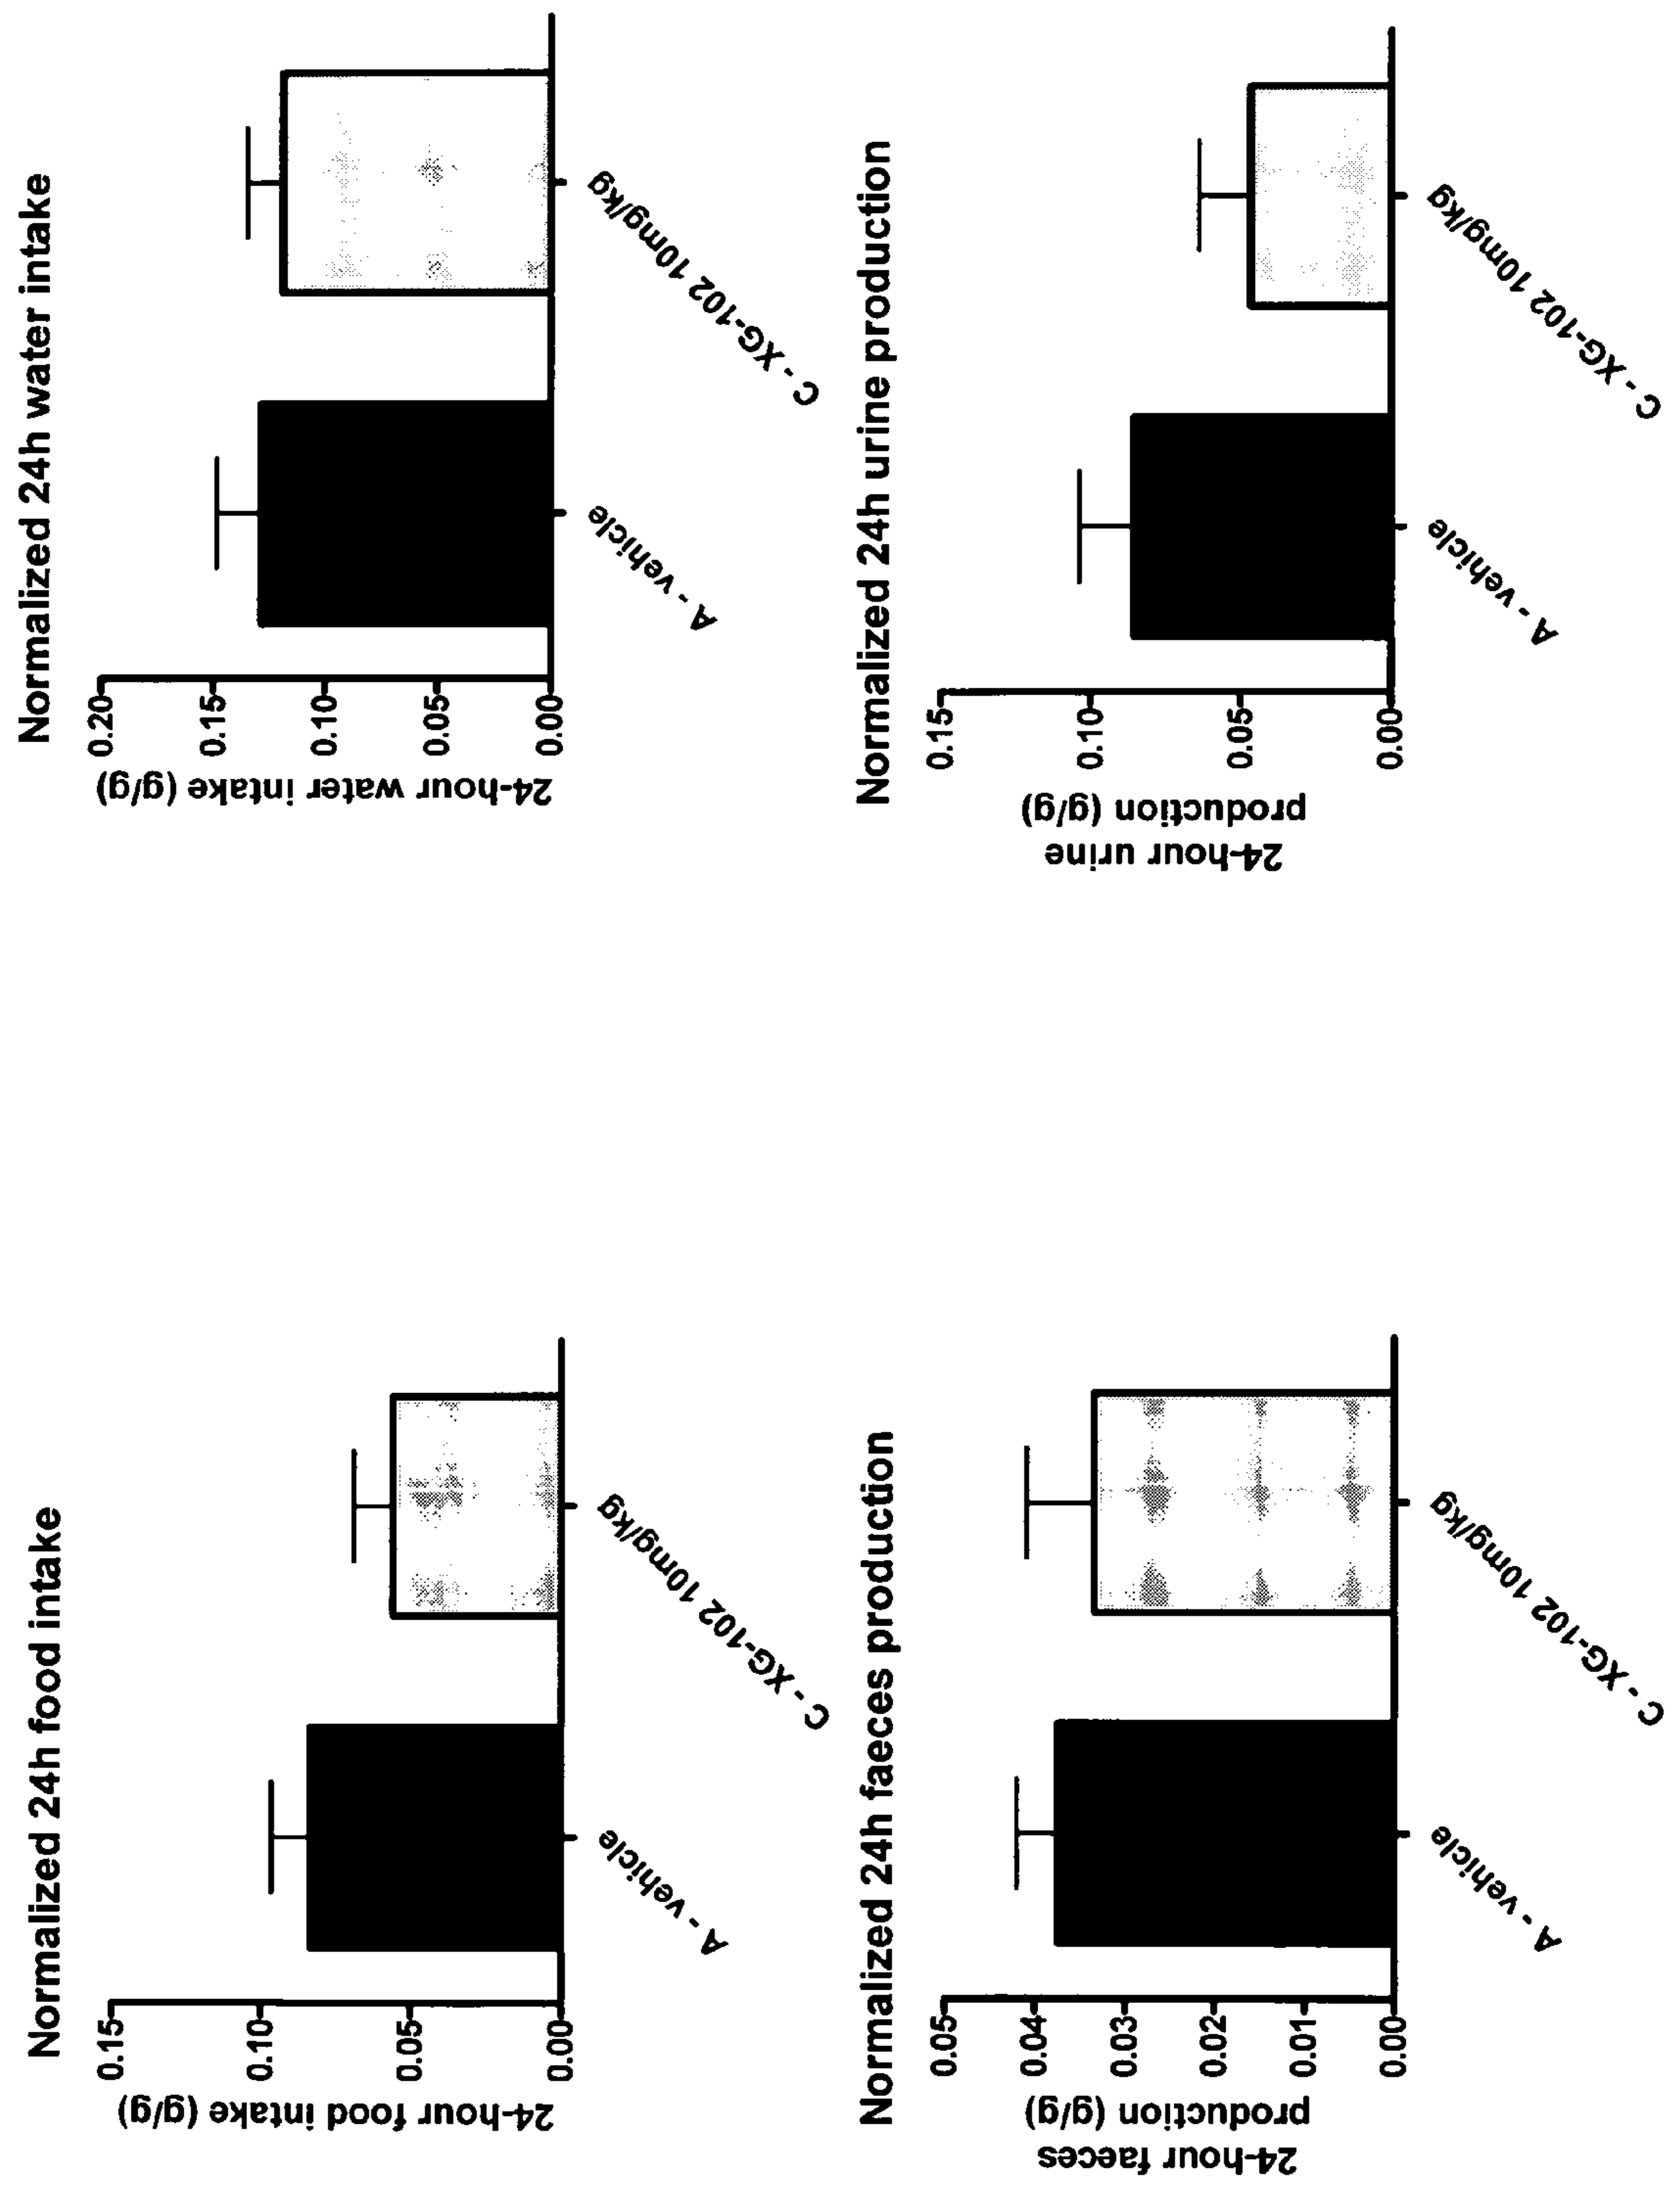 Normalized 24h food intake
24-hour food intake (g/g)
0.15
0.10
0.05
0.00
A - vehicle
C - XG-102 10mg/kg
Normalized 24h water intake
24-hour water intake (g/g)
0.20
0.15
0.10
0.05
0.00
A - vehicle
C - XG-102 10mg/kg
Normalized 24h faeces production
24-hour faeces
production (g/g)
0.05
0.04
0.03
0.02
0.01
0.00
A - vehicle
C - XG-102 10mg/kg
Normalized 24h urine production
24-hour urine
production (g/g)
0.15
0.10
0.05
0.00
A - vehicle
C - XG-102 10mg/kg